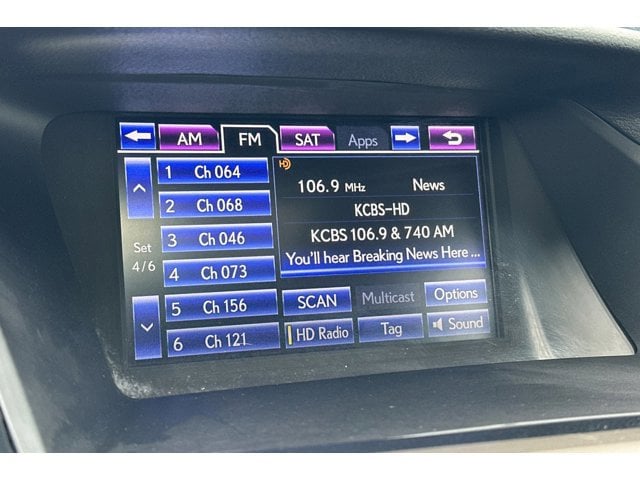 AM FM SAT Apps
1 Ch 064
2 Ch 068
3 Ch 046
4 Ch 073
5 Ch 156
6 Ch 121
Set
4/6
HD
106.9 MHz News
KCBS-HD
KCBS 106.9 & 740 AM
You'll hear Breaking News Here ...
SCAN Multicast Options
HD Radio Tag Sound